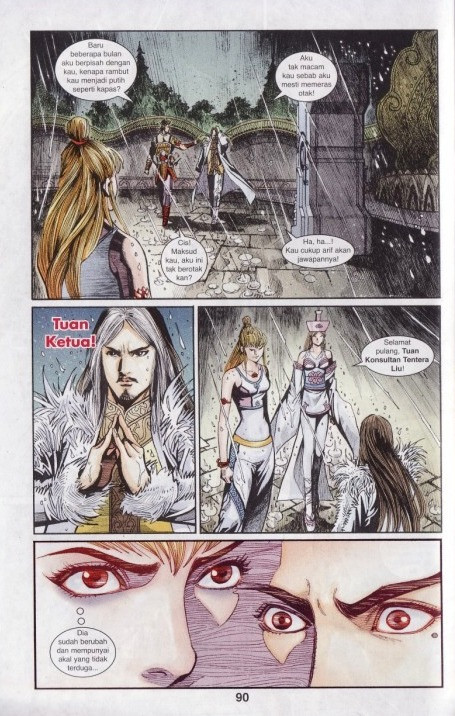 Baru
beberapa bulan
aku berpisah dengan
kau, kenapa rambut
kau menjadi putih
seperti kapas?
Aku
tak macam
kau sebab aku
mesti memeras
otak!
Cis!
Maksud
kau, aku ini
tak berotak
kan?
Ha, ha...!
Kau cukup arif akan
jawapannya!
Tuan
Ketua!
Selamat
pulang, Tuan
Konsultan Tentera
Liu!
Dia
sudah berubah
dan mempunyai
akal yang tidak
terduga...
90